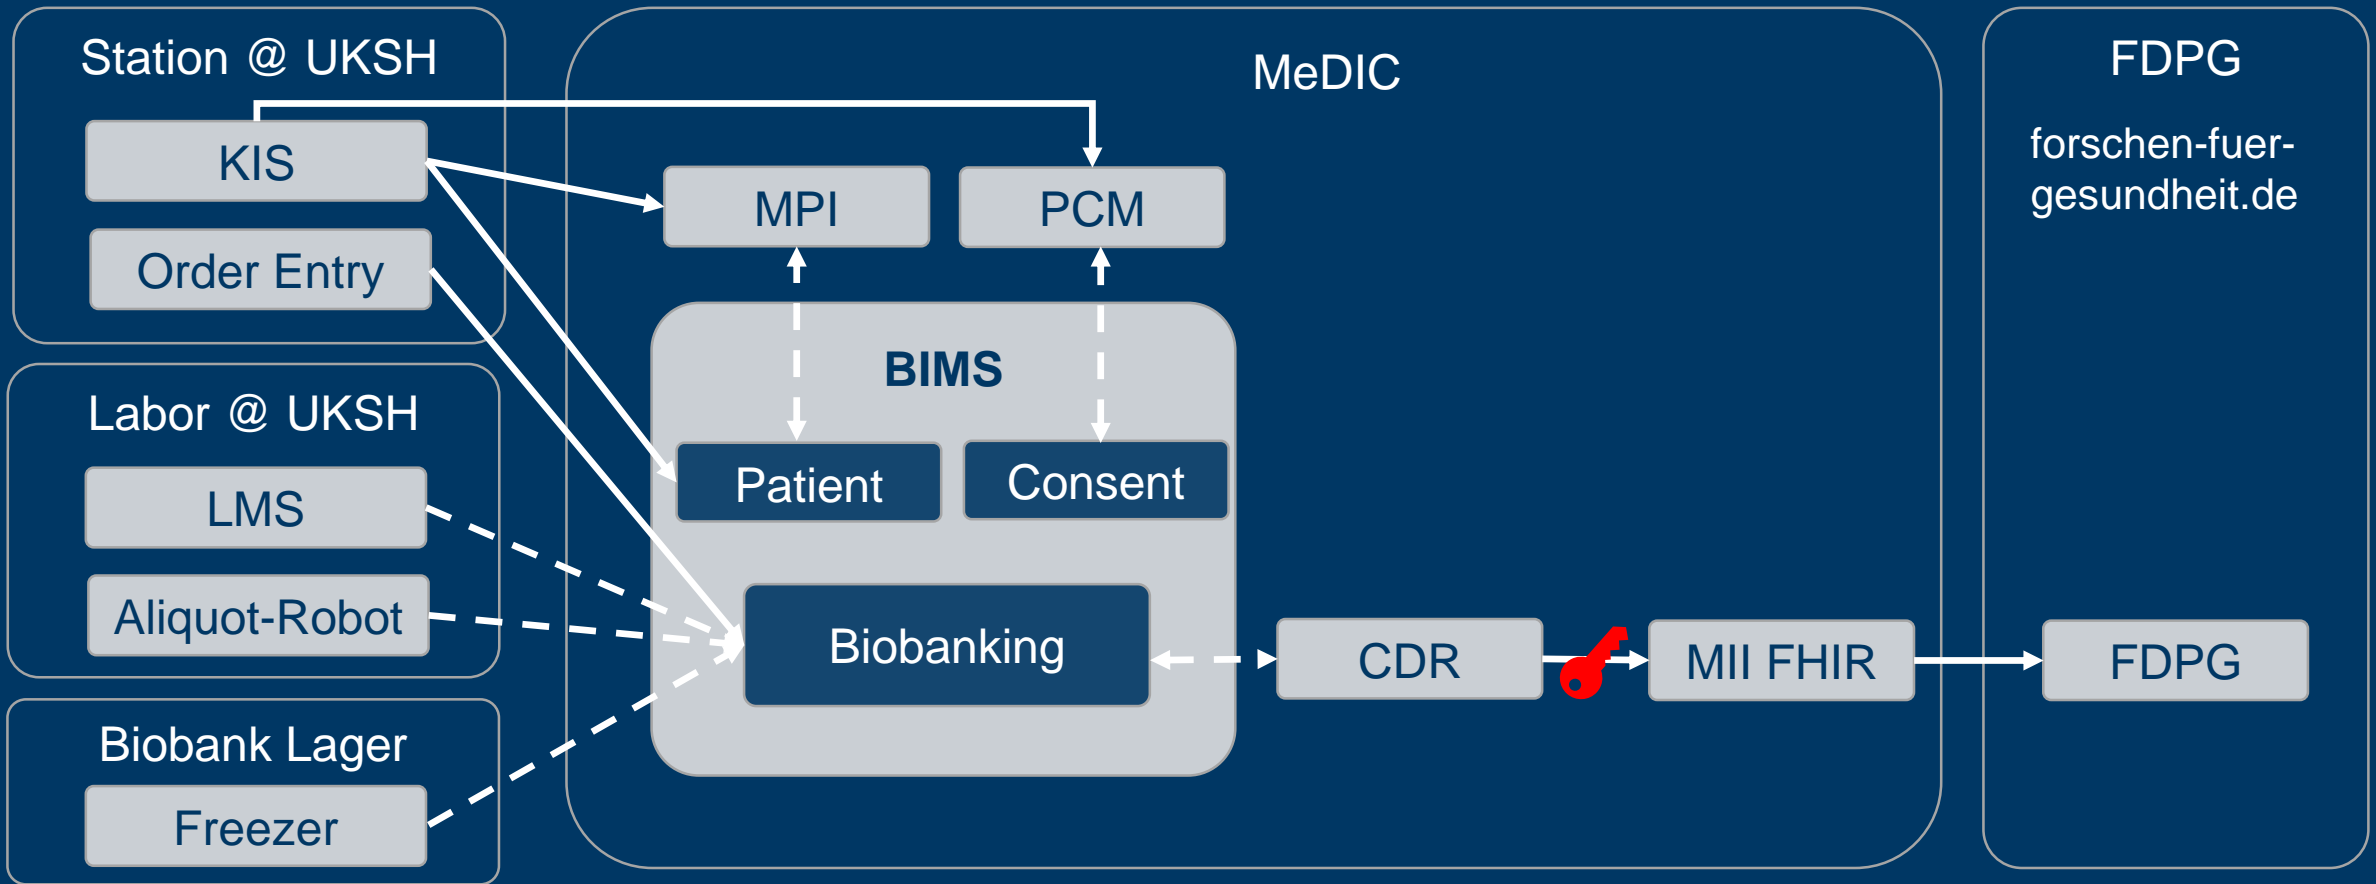 Station @ UKSH
KIS
Order Entry
Labor @ UKSH
LMS
Aliquot-Robot
Biobank Lager
Freezer
MeDIC
MPI
PCM
BIMS
Patient
Consent
Biobanking
CDR
MII FHIR
FDPG
forschen-fuer-
gesundheit.de
FDPG